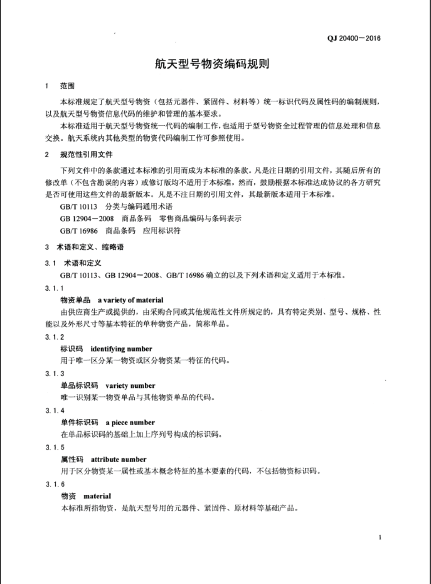 QJ 20400—2016
航天型号物资编码规则
1 范围
本标准规定了航天型号物资（包括元器件、紧固件、材料等）统一标识代码及属性码的编制规则，
以及航天型号物资信息代码的维护和管理的基本要求。
本标准适用于航天型号物资统一代码的编制工作，也适用于型号物资全过程管理的信息处理和信息
交换。航天系统内其他类型的物资代码编制工作可参照使用。
2 规范性引用文件
下列文件中的条款通过本标准的引用而成为本标准的条款。凡是注日期的引用文件，其随后所有的
修改单（不包含勘误的内容）或修订版均不适用于本标准，然而，鼓励根据本标准达成协议的各方研究
是否可使用这些文件的最新版本。凡是不注日期的引用文件，其最新版本适用于本标准。
GB/T 10113 分类与编码通用术语
GB 12904—2008 商品条码 零售商品编码与条码表示
GB/T 16986 商品条码 应用标识符
3 术语和定义、缩略语
3.1 术语和定义
GB/T 10113、GB 12904—2008、GB/T 16986 确立的以及下列术语和定义适用于本标准。
3.1.1
物资单品 a variety of material
由供应商生产或提供的，由采购合同或其他规范性文件所规定的，具有特定类别、型号、规格、性
能以及外形尺寸等基本特征的单种物资产品，简称单品。
3.1.2
标识码 identifying number
用于唯一区分某一物资或区分物资某一特征的代码。
3.1.3
单品标识码 variety number
唯一识别某一物资单品与其他物资单品的代码。
3.1.4
单件标识码 a piece number
在单品标识码的基础上加上序列号构成的标识码。
3.1.5
属性码 attribute number
用于区分物资某一属性或基本概念特征的基本要素的代码，不包括物资标识码。
3.1.6
物资 material
本标准所指物资，是航天型号用的元器件、紧固件、原材料等基础产品。
1